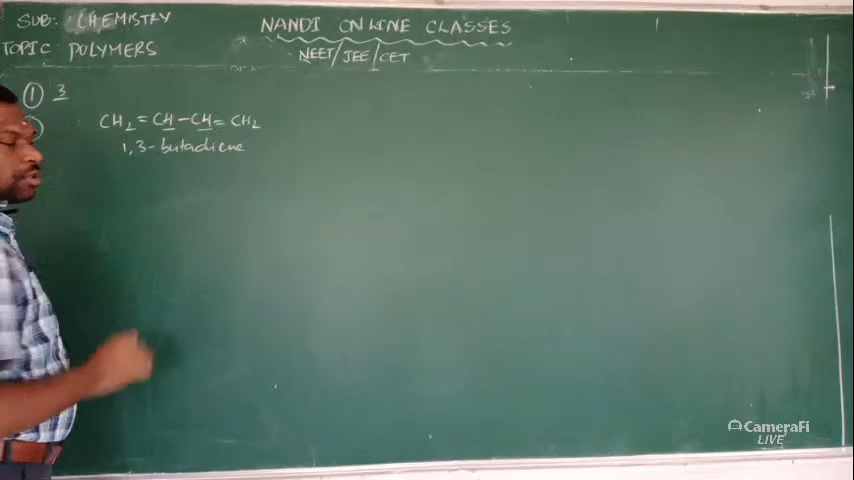 SUB: CHEMISTRY
TOPIC POLYMERS
NANDI ONLINE CLASSES
NEET/JEE/CET
① 3
CH₂=CH-CH=CH₂
1,3-butadiene
CameraFi
LIVE